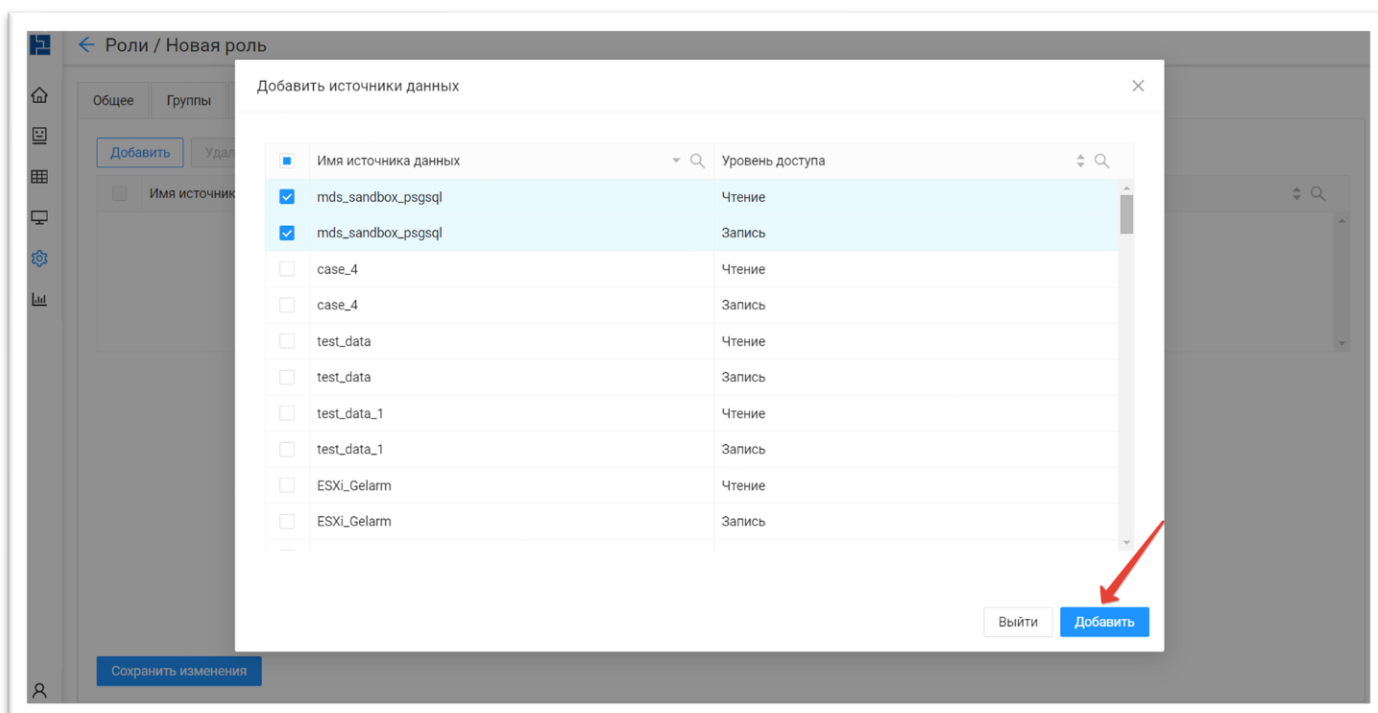 Роли / Новая роль
Общее Группы
Добавить источники данных
Добавить Удал
Имя источника данных Уровень доступа
Имя источник
mds_sandbox_psgsql Чтение
mds_sandbox_psgsql Запись
case_4 Чтение
case_4 Запись
test_data Чтение
test_data Запись
test_data_1 Чтение
test_data_1 Запись
ESXi_Gelarm Чтение
ESXi_Gelarm Запись
Выйти Добавить
Сохранить изменения